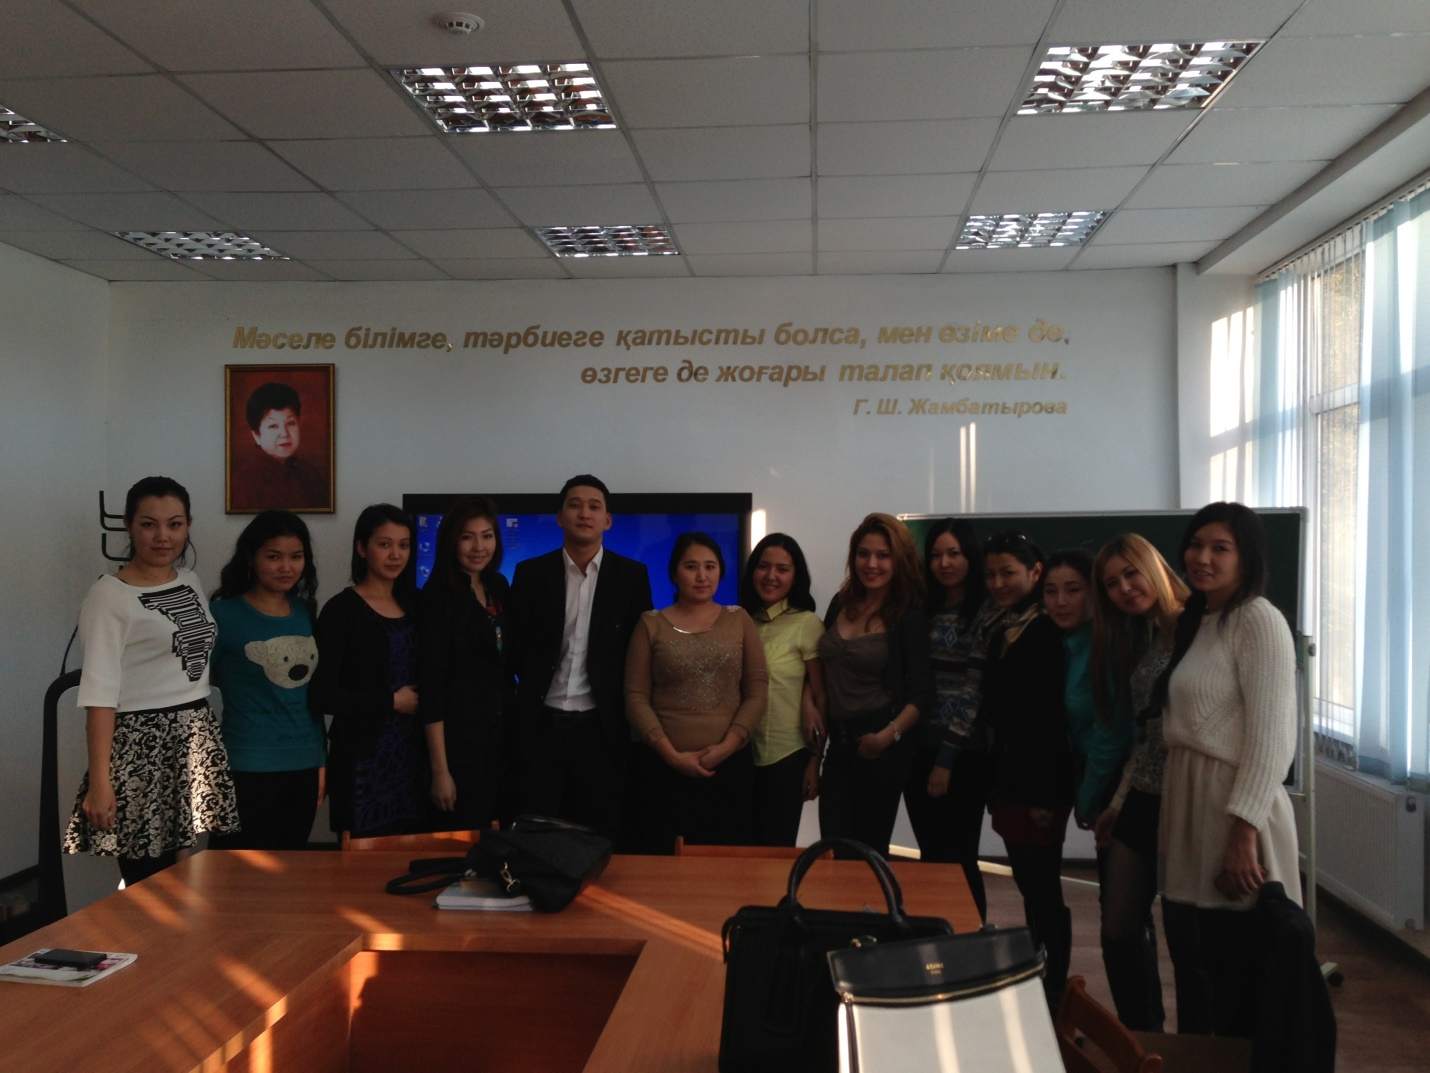 Мәселе білімге, тәрбиеге қатысты болса, мен өзіме де,
өзгеге де жоғары талап қоямын.
Г. Ш. Жамбатырова